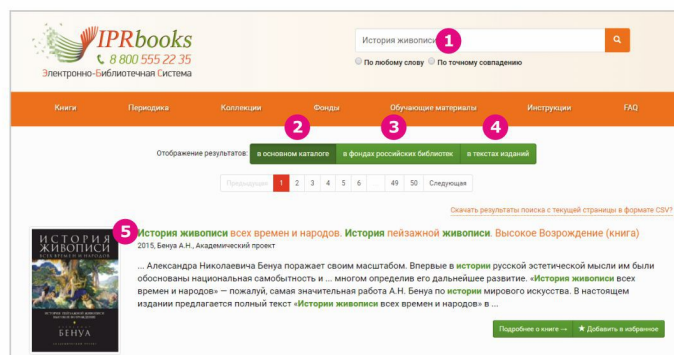 IPRbooks
8 800 555 22 35
Электронно-Библиотечная Система
История живописи
1
По любому слову По точному совпадению
Книги Периодика Коллекции Фонды Обучающие материалы Инструкции FAQ
2 3 4
Отображение результатов: в основном каталоге в фондах российских библиотек в текстах изданий
Предыдущая 1 2 3 4 5 6 49 50 Следующая
Скачать результаты поиска с текущей страницы в формате CSV?
5
История живописи всех времен и народов. История пейзажной живописи. Высокое Возрождение (книга)
2015, Бенуа А.Н., Академический проект
... Александра Николаевича Бенуа поражает своим масштабом. Впервые в истории русской эстетической мысли им были
обоснованы национальная самобытность и ... многом определив его дальнейшее развитие. «История живописи всех
времен и народов» — пожалуй, самая значительная работа А.Н. Бенуа по истории мирового искусства. В настоящем
издании предлагается полный текст «Истории живописи всех времен и народов» в ...
Подробнее о книге → ★ Добавить в избранное
ИСТОРИЯ
ЖИВОПИСИ
ВСЕХ ВРЕМЕН И НАРОДОВ
БЕНУА